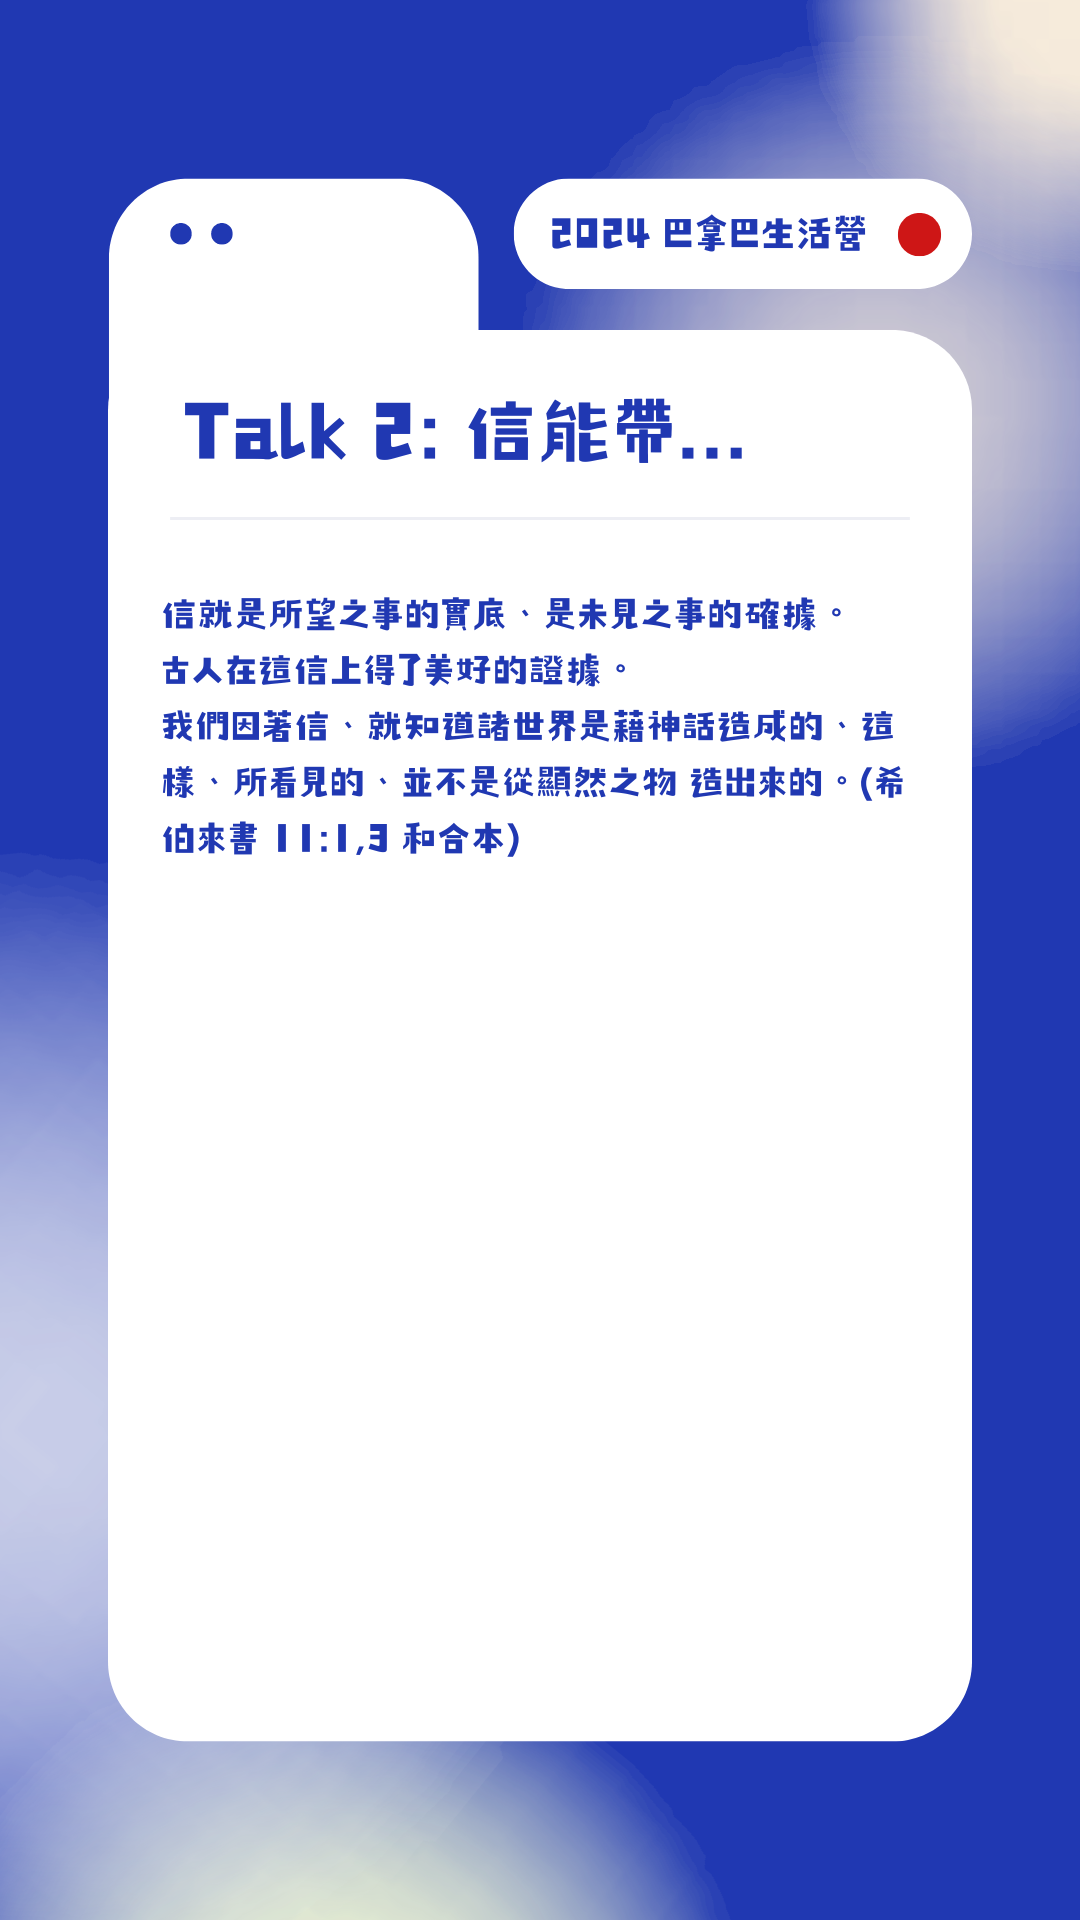 2024 巴拿巴生活營
Talk 2: 信能帶...
信就是所望之事的實底、是未見之事的確據。
古人在這信上得了美好的證據。
我們因著信、就知道諸世界是藉神話造成的、這
樣、所看見的、並不是從顯然之物 造出來的。(希
伯來書 11:1,3 和合本)